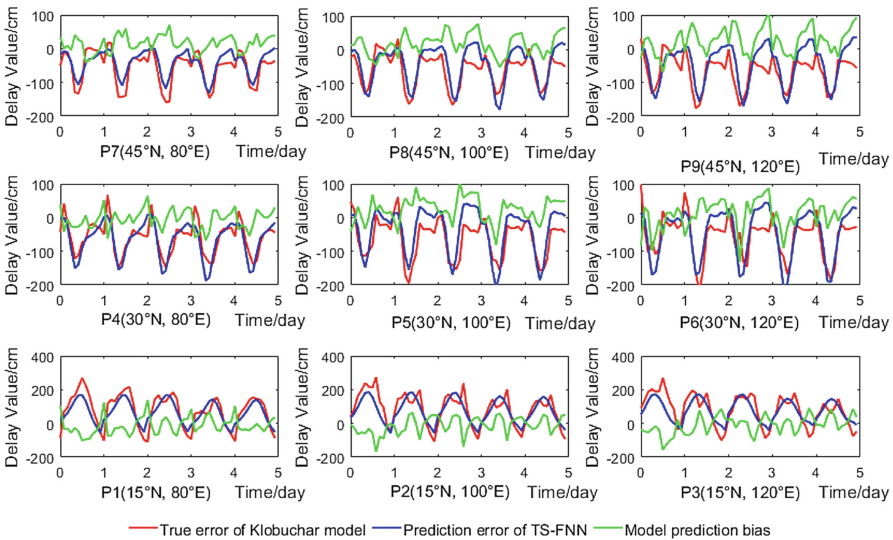 Delay Value/cm
100
0
-100
-200
0 1 2 3 4 5
P7(45°N, 80°E) Time/day
Delay Value/cm
100
0
-100
-200
0 1 2 3 4 5
P8(45°N, 100°E) Time/day
Delay Value/cm
100
0
-100
-200
0 1 2 3 4 5
P9(45°N, 120°E) Time/day
Delay Value/cm
100
0
-100
-200
0 1 2 3 4 5
P4(30°N, 80°E) Time/day
Delay Value/cm
100
0
-100
-200
0 1 2 3 4 5
P5(30°N, 100°E) Time/day
Delay Value/cm
100
0
-100
-200
0 1 2 3 4 5
P6(30°N, 120°E) Time/day
Delay Value/cm
400
200
0
-200
0 1 2 3 4 5
P1(15°N, 80°E) Time/day
Delay Value/cm
400
200
0
-200
0 1 2 3 4 5
P2(15°N, 100°E) Time/day
Delay Value/cm
400
200
0
-200
0 1 2 3 4 5
P3(15°N, 120°E) Time/day
True error of Klobuchar model Prediction error of TS-FNN Model prediction bias